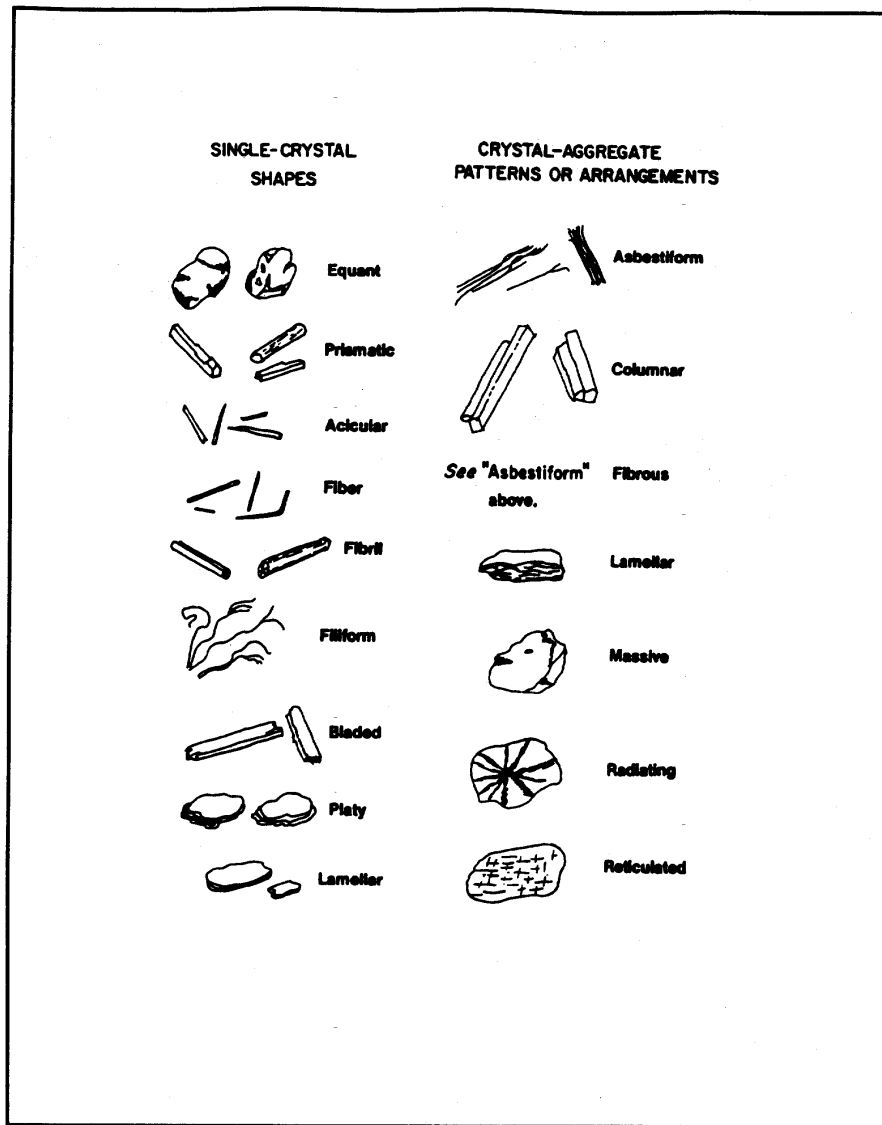 SINGLE-CRYSTAL
SHAPES
Equant
Prismatic
Acicular
Fiber
Fibril
Filiform
Bladed
Platy
Lamellar
CRYSTAL-AGGREGATE
PATTERNS OR ARRANGEMENTS
Asbestiform
Columnar
See "Asbestiform" Fibrous
above.
Lamellar
Massive
Radiating
Reticulated